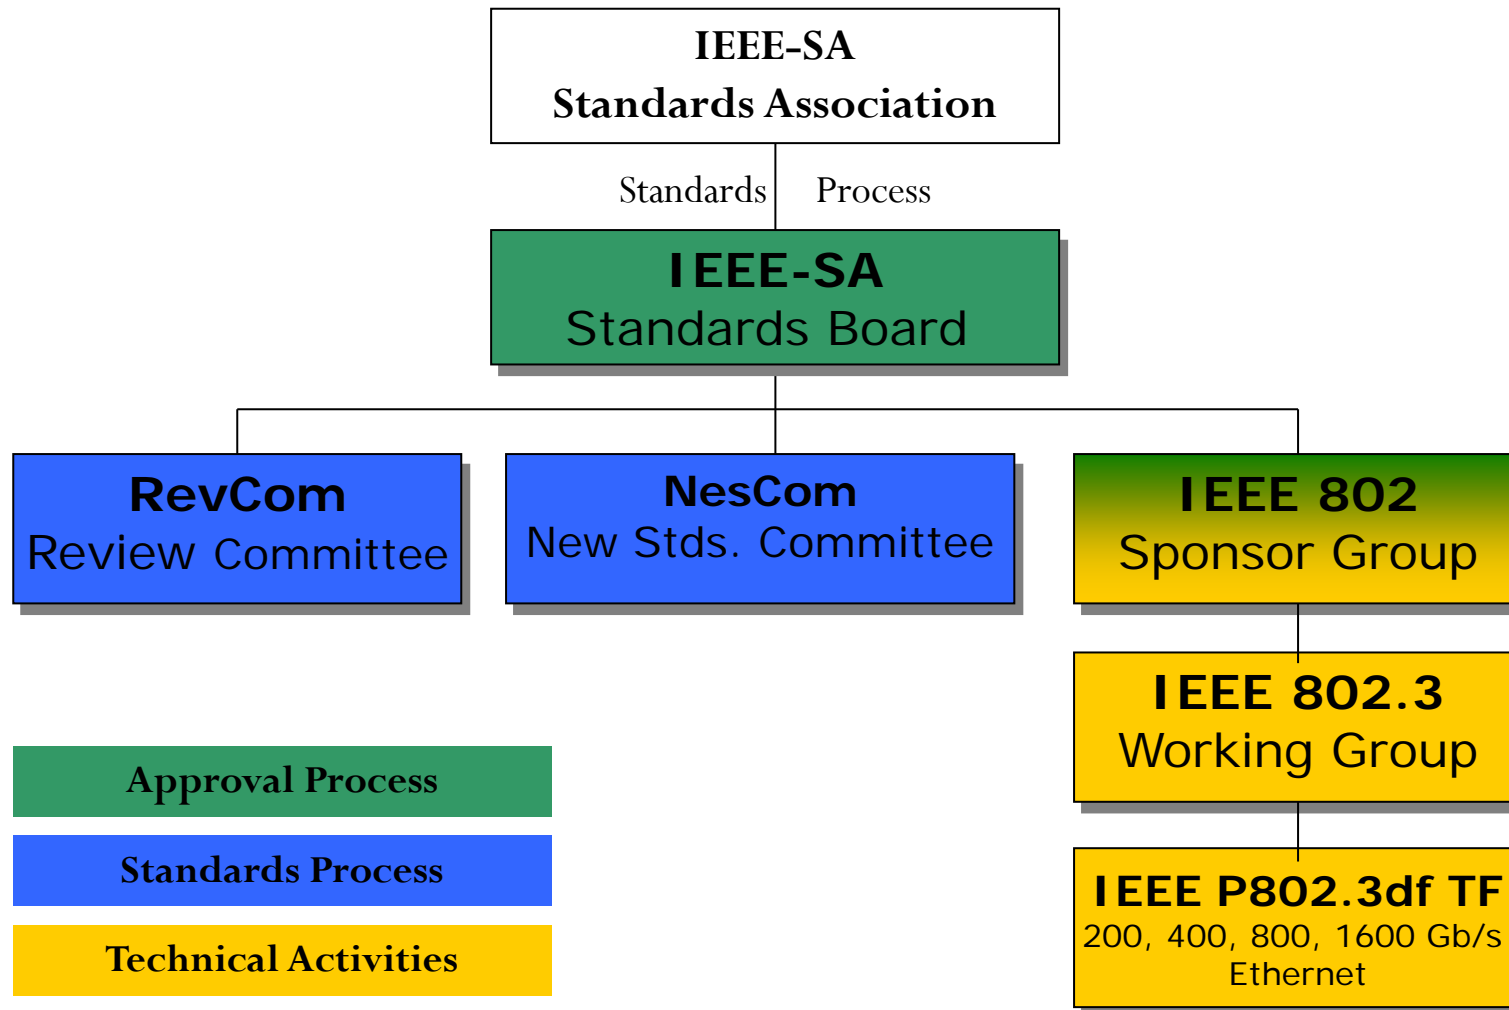 IEEE-SA
Standards Association
Standards Process
IEEE-SA
Standards Board
RevCom
Review Committee
NesCom
New Stds. Committee
IEEE 802
Sponsor Group
IEEE 802.3
Working Group
Approval Process
Standards Process
Technical Activities
IEEE P802.3df TF
200, 400, 800, 1600 Gb/s
Ethernet